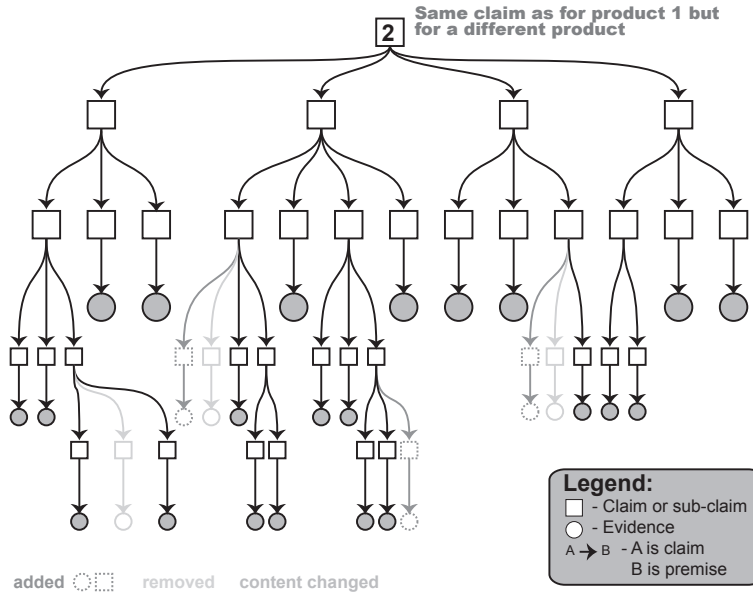 Same claim as for product 1 but
for a different product
2
Legend:
- Claim or sub-claim
- Evidence
A B - A is claim
B is premise
added removed content changed